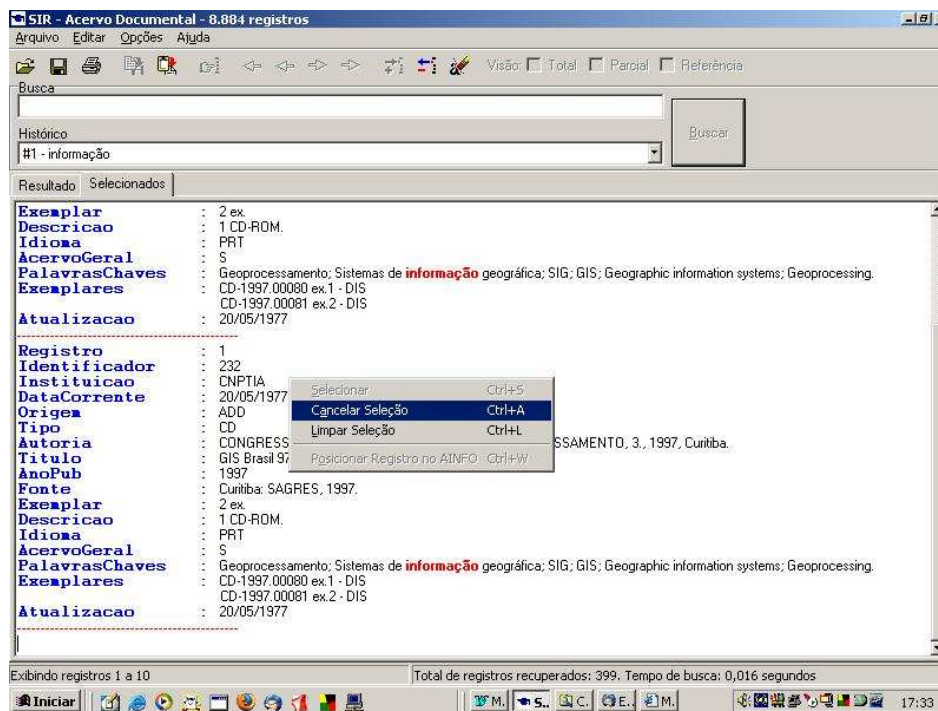 SIR - Acervo Documental - 8.884 registros
Arquivo Editar Opções Ajuda
Visão: Total Parcial Referência
Busca
Buscar
Histórico
#1 - informação
Resultado Selecionados
Exemplar : 2 ex.
Descricao : 1 CD-ROM.
Idioma : PRT
AcervoGeral : S
PalavrasChaves : Geoprocessamento; Sistemas de informação geográfica; SIG; GIS; Geographic information systems; Geoprocessing.
Exemplares : CD-1997.00080 ex.1 - DIS
CD-1997.00081 ex.2 - DIS
Atualizacao : 20/05/1977
Registro : 1
Identificador : 232
Instituicao : CNPTIA
DataCorrente : 20/05/1977
Origem : ADD
Tipo : CD
Autoria : CONGRESS SSAMENTO, 3., 1997, Curitiba.
Titulo : GIS Brasil 97
AnoPub : 1997
Fonte : Curitiba: SAGRES, 1997.
Exemplar : 2 ex.
Descricao : 1 CD-ROM.
Idioma : PRT
AcervoGeral : S
PalavrasChaves : Geoprocessamento; Sistemas de informação geográfica; SIG; GIS; Geographic information systems; Geoprocessing.
Exemplares : CD-1997.00080 ex.1 - DIS
CD-1997.00081 ex.2 - DIS
Atualizacao : 20/05/1977
Selecionar Ctrl+S
Cancelar Seleção Ctrl+A
Limpar Seleção Ctrl+L
Posicionar Registro no AINFO Ctrl+W
Exibindo registros 1 a 10 Total de registros recuperados: 399. Tempo de busca: 0,016 segundos
Iniciar M. S.. C.. E.. M. 17:33